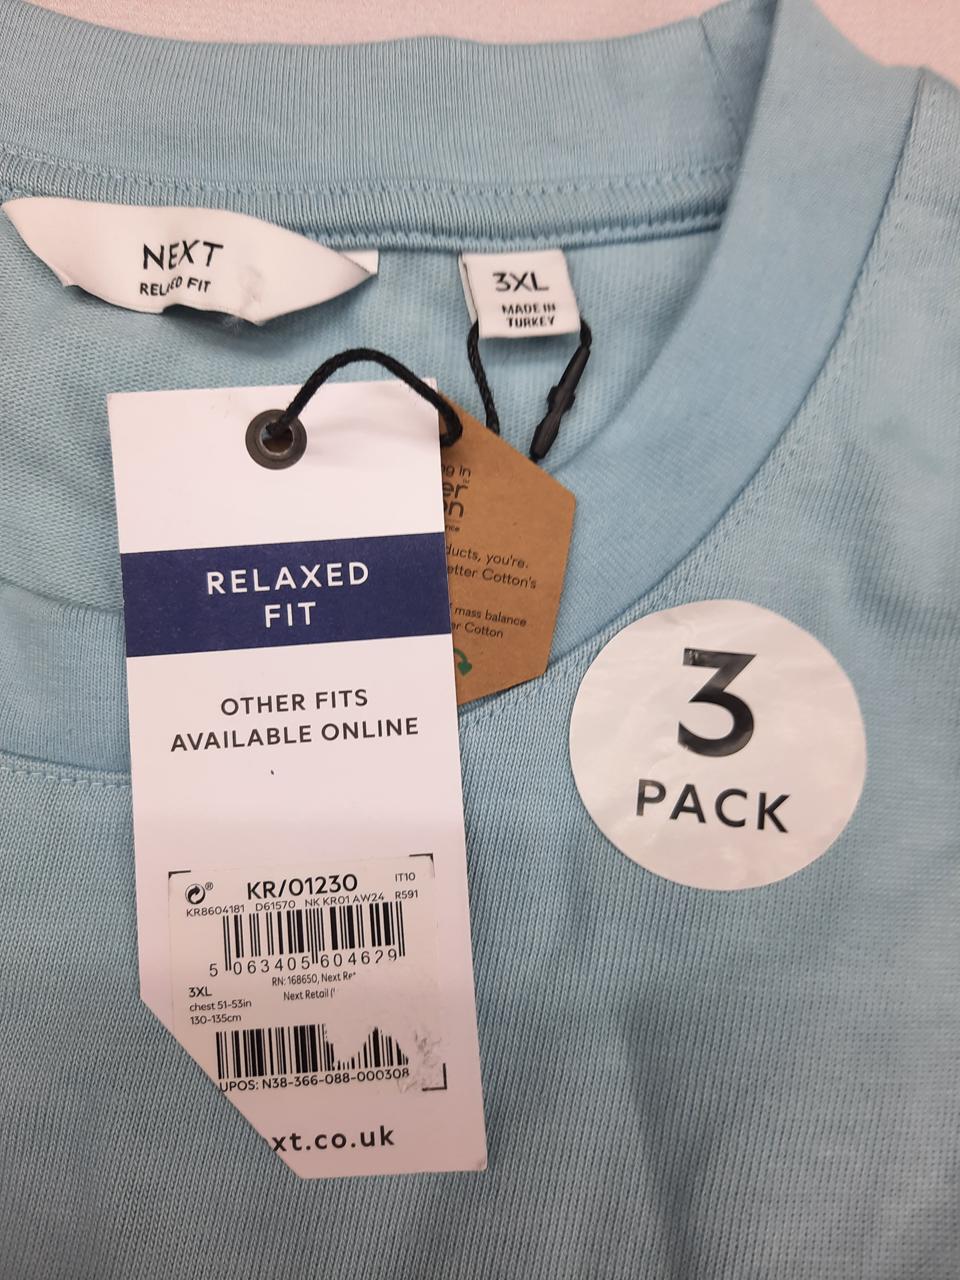 NEXT
RELAXED FIT
3XL
MADE IN
TURKEY
RELAXED
FIT
OTHER FITS
AVAILABLE ONLINE
ducts, you're.
etter Cotton's
mass balance
er Cotton
3
PACK
KR/01230 IT10
KR8604181 D61570 NK KR01 AW24 R591
5 063405 604629
RN: 168650, Next Re
Next Retail (
3XL
chest 51-53in
130-135cm
UPOS: N38-366-088-000308
xt.co.uk